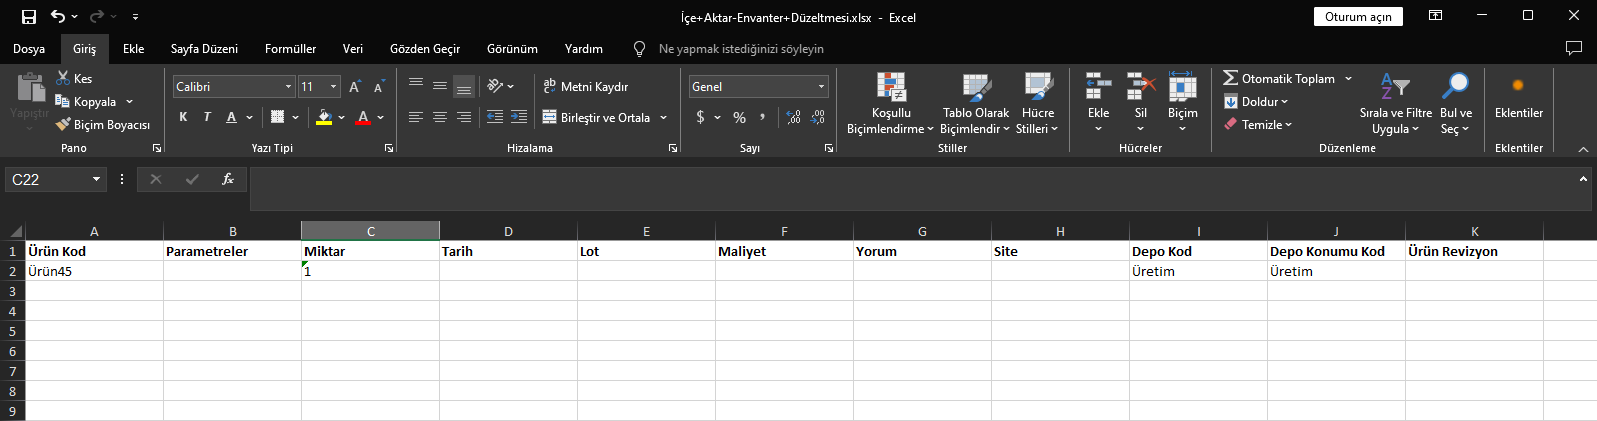 İçe+Aktar-Envanter+Düzeltmesi.xlsx - Excel
Oturum açın
Dosya Giriş Ekle Sayfa Düzeni Formüller Veri Gözden Geçir Görünüm Yardım Ne yapmak istediğinizi söyleyin
Yapıştır
Kes
Kopyala
Biçim Boyacısı
Pano
Calibri 11
K T A
Yazı Tipi
Metni Kaydır
Birleştir ve Ortala
Hizalama
Genel
$ % ,
Sayı
Koşullu Biçimlendirme
Tablo Olarak Biçimlendir
Hücre Stilleri
Stiller
Ekle
Sil
Biçim
Hücreler
Otomatik Toplam
Doldur
Temizle
Sırala ve Filtre Uygula
Bul ve Seç
Düzenleme
Eklentiler
Eklentiler
C22 fx
A B C D E F G H I J K
1 Ürün Kod Parametreler Miktar Tarih Lot Maliyet Yorum Site Depo Kod Depo Konumu Kod Ürün Revizyon
2 Ürün45 1 Üretim Üretim
3
4
5
6
7
8
9